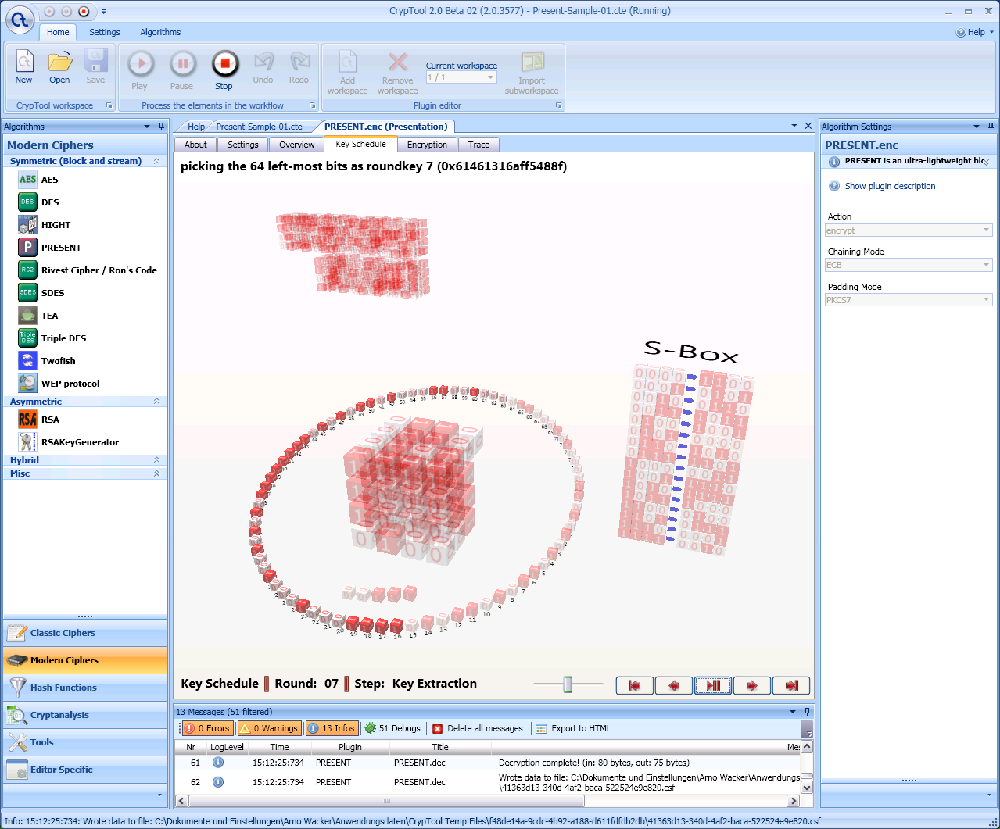 CrypTool 2.0 Beta 02 (2.0.3577) - Present-Sample-01.cte (Running)
Home Settings Algorithms Help
New Open Save Play Pause Stop Undo Redo Add workspace Remove workspace Current workspace 1 / 1 Import subworkspace
CrypTool workspace Process the elements in the workflow Plugin editor
Algorithms
Modern Ciphers
Symmetric (Block and stream)
AES AES
DES DES
HIGHT
P PRESENT
RC2 Rivest Cipher / Ron's Code
SDES SDES
TEA
Triple DES Triple DES
Twofish
WEP protocol
Asymmetric
RSA RSA
RSAKeyGenerator
Hybrid
Misc
Classic Ciphers
Modern Ciphers
Hash Functions
Cryptanalysis
Tools
Editor Specific
Help Present-Sample-01.cte PRESENT.enc (Presentation)
About Settings Overview Key Schedule Encryption Trace
picking the 64 left-most bits as roundkey 7 (0x61461316aff5488f)
S-Box
Key Schedule Round: 07 Step: Key Extraction
13 Messages (51 filtered)
0 Errors 0 Warnings 13 Infos 51 Debugs Delete all messages Export to HTML
Nr LogLevel Time Plugin Title
61 15:12:25:734 PRESENT PRESENT.dec Decryption complete! (in: 80 bytes, out: 75 bytes)
62 15:12:25:734 PRESENT PRESENT.dec Wrote data to file: C:\Dokumente und Einstellungen\Arno Wacker\Anwendungs
\41363d13-340d-4af2-baca-522524e9e820.csf
Algorithm Settings
PRESENT.enc
PRESENT is an ultra-lightweight blo
Show plugin description
Action
encrypt
Chaining Mode
ECB
Padding Mode
PKCS7
Info: 15:12:25:734: Wrote data to file: C:\Dokumente und Einstellungen\Arno Wacker\Anwendungsdaten\CrypTool Temp Files\f48de14a-9cdc-4b92-a188-d611fdfdb2db\41363d13-340d-4af2-baca-522524e9e820.csf